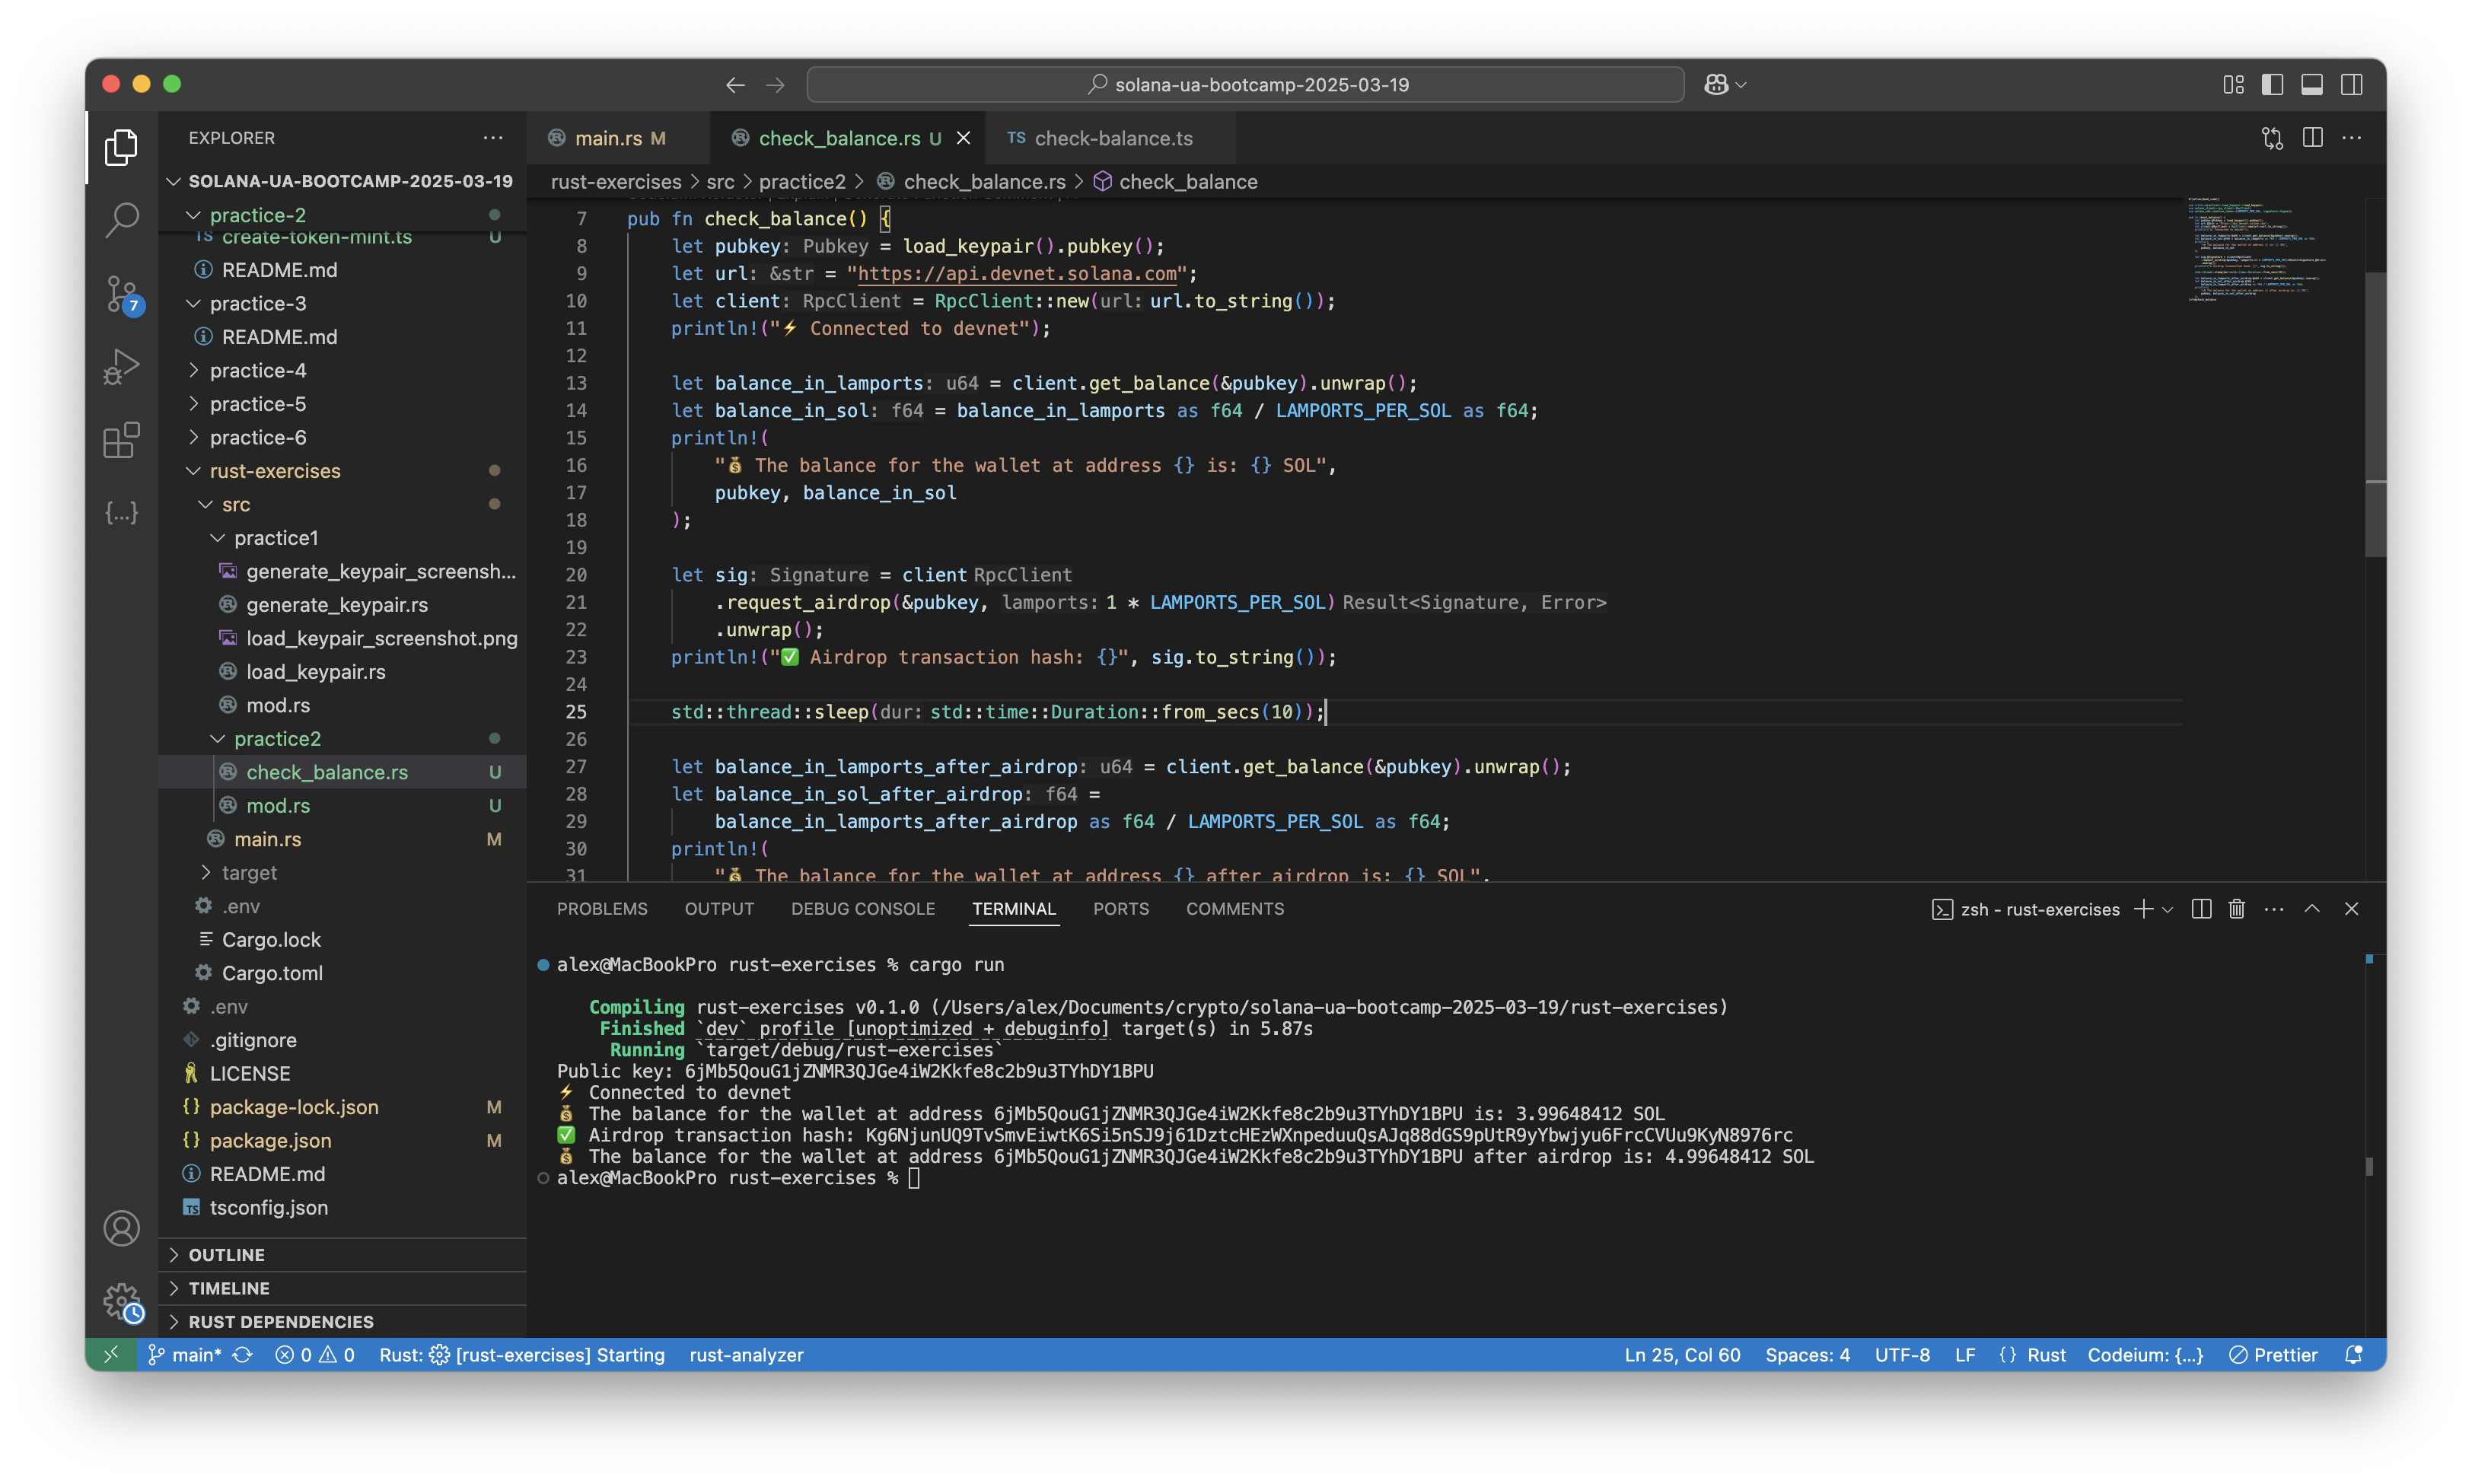 solana-ua-bootcamp-2025-03-19
EXPLORER
SOLANA-UA-BOOTCAMP-2025-03-19
practice-2
TS create-token-mint.ts U
README.md
practice-3
README.md
practice-4
practice-5
practice-6
rust-exercises
src
practice1
generate_keypair_screensh...
generate_keypair.rs
load_keypair_screenshot.png
load_keypair.rs
mod.rs
practice2
check_balance.rs U
mod.rs U
main.rs M
target
.env
Cargo.lock
Cargo.toml
.env
.gitignore
LICENSE
{} package-lock.json M
{} package.json M
README.md
TS tsconfig.json
OUTLINE
TIMELINE
RUST DEPENDENCIES
7
main.rs M
check_balance.rs U
TS check-balance.ts
rust-exercises > src > practice2 > check_balance.rs > check_balance
7 pub fn check_balance() {
8 let pubkey: Pubkey = load_keypair().pubkey();
9 let url: &str = "https://api.devnet.solana.com";
10 let client: RpcClient = RpcClient::new(url: url.to_string());
11 println!("⚡ Connected to devnet");
12
13 let balance_in_lamports: u64 = client.get_balance(&pubkey).unwrap();
14 let balance_in_sol: f64 = balance_in_lamports as f64 / LAMPORTS_PER_SOL as f64;
15 println!(
16 "💰 The balance for the wallet at address {} is: {} SOL",
17 pubkey, balance_in_sol
18 );
19
20 let sig: Signature = client RpcClient
21 .request_airdrop(&pubkey, lamports: 1 * LAMPORTS_PER_SOL) Result<Signature, Error>
22 .unwrap();
23 println!("✅ Airdrop transaction hash: {}", sig.to_string());
24
25 std::thread::sleep(dur: std::time::Duration::from_secs(10));
26
27 let balance_in_lamports_after_airdrop: u64 = client.get_balance(&pubkey).unwrap();
28 let balance_in_sol_after_airdrop: f64 =
29 balance_in_lamports_after_airdrop as f64 / LAMPORTS_PER_SOL as f64;
30 println!(
31 "💰 The balance for the wallet at address {} after airdrop is: {} SOL",
PROBLEMS OUTPUT DEBUG CONSOLE TERMINAL PORTS COMMENTS
zsh - rust-exercises
alex@MacBookPro rust-exercises % cargo run
Compiling rust-exercises v0.1.0 (/Users/alex/Documents/crypto/solana-ua-bootcamp-2025-03-19/rust-exercises)
Finished `dev` profile [unoptimized + debuginfo] target(s) in 5.87s
Running `target/debug/rust-exercises`
Public key: 6jMb5QouG1jZNMR3QJGe4iW2Kkfe8c2b9u3TYhDY1BPU
⚡ Connected to devnet
💰 The balance for the wallet at address 6jMb5QouG1jZNMR3QJGe4iW2Kkfe8c2b9u3TYhDY1BPU is: 3.99648412 SOL
✅ Airdrop transaction hash: Kg6NjunUQ9TvSmvEiwtK6Si5nSJ9j61DztcHEzWXnpeduuQsAJq88dGS9pUtR9yYbwjyu6FrcCVUu9KyN8976rc
💰 The balance for the wallet at address 6jMb5QouG1jZNMR3QJGe4iW2Kkfe8c2b9u3TYhDY1BPU after airdrop is: 4.99648412 SOL
alex@MacBookPro rust-exercises %
main* 0 0 Rust: [rust-exercises] Starting rust-analyzer
Ln 25, Col 60 Spaces: 4 UTF-8 LF {} Rust Codeium: {...} Prettier